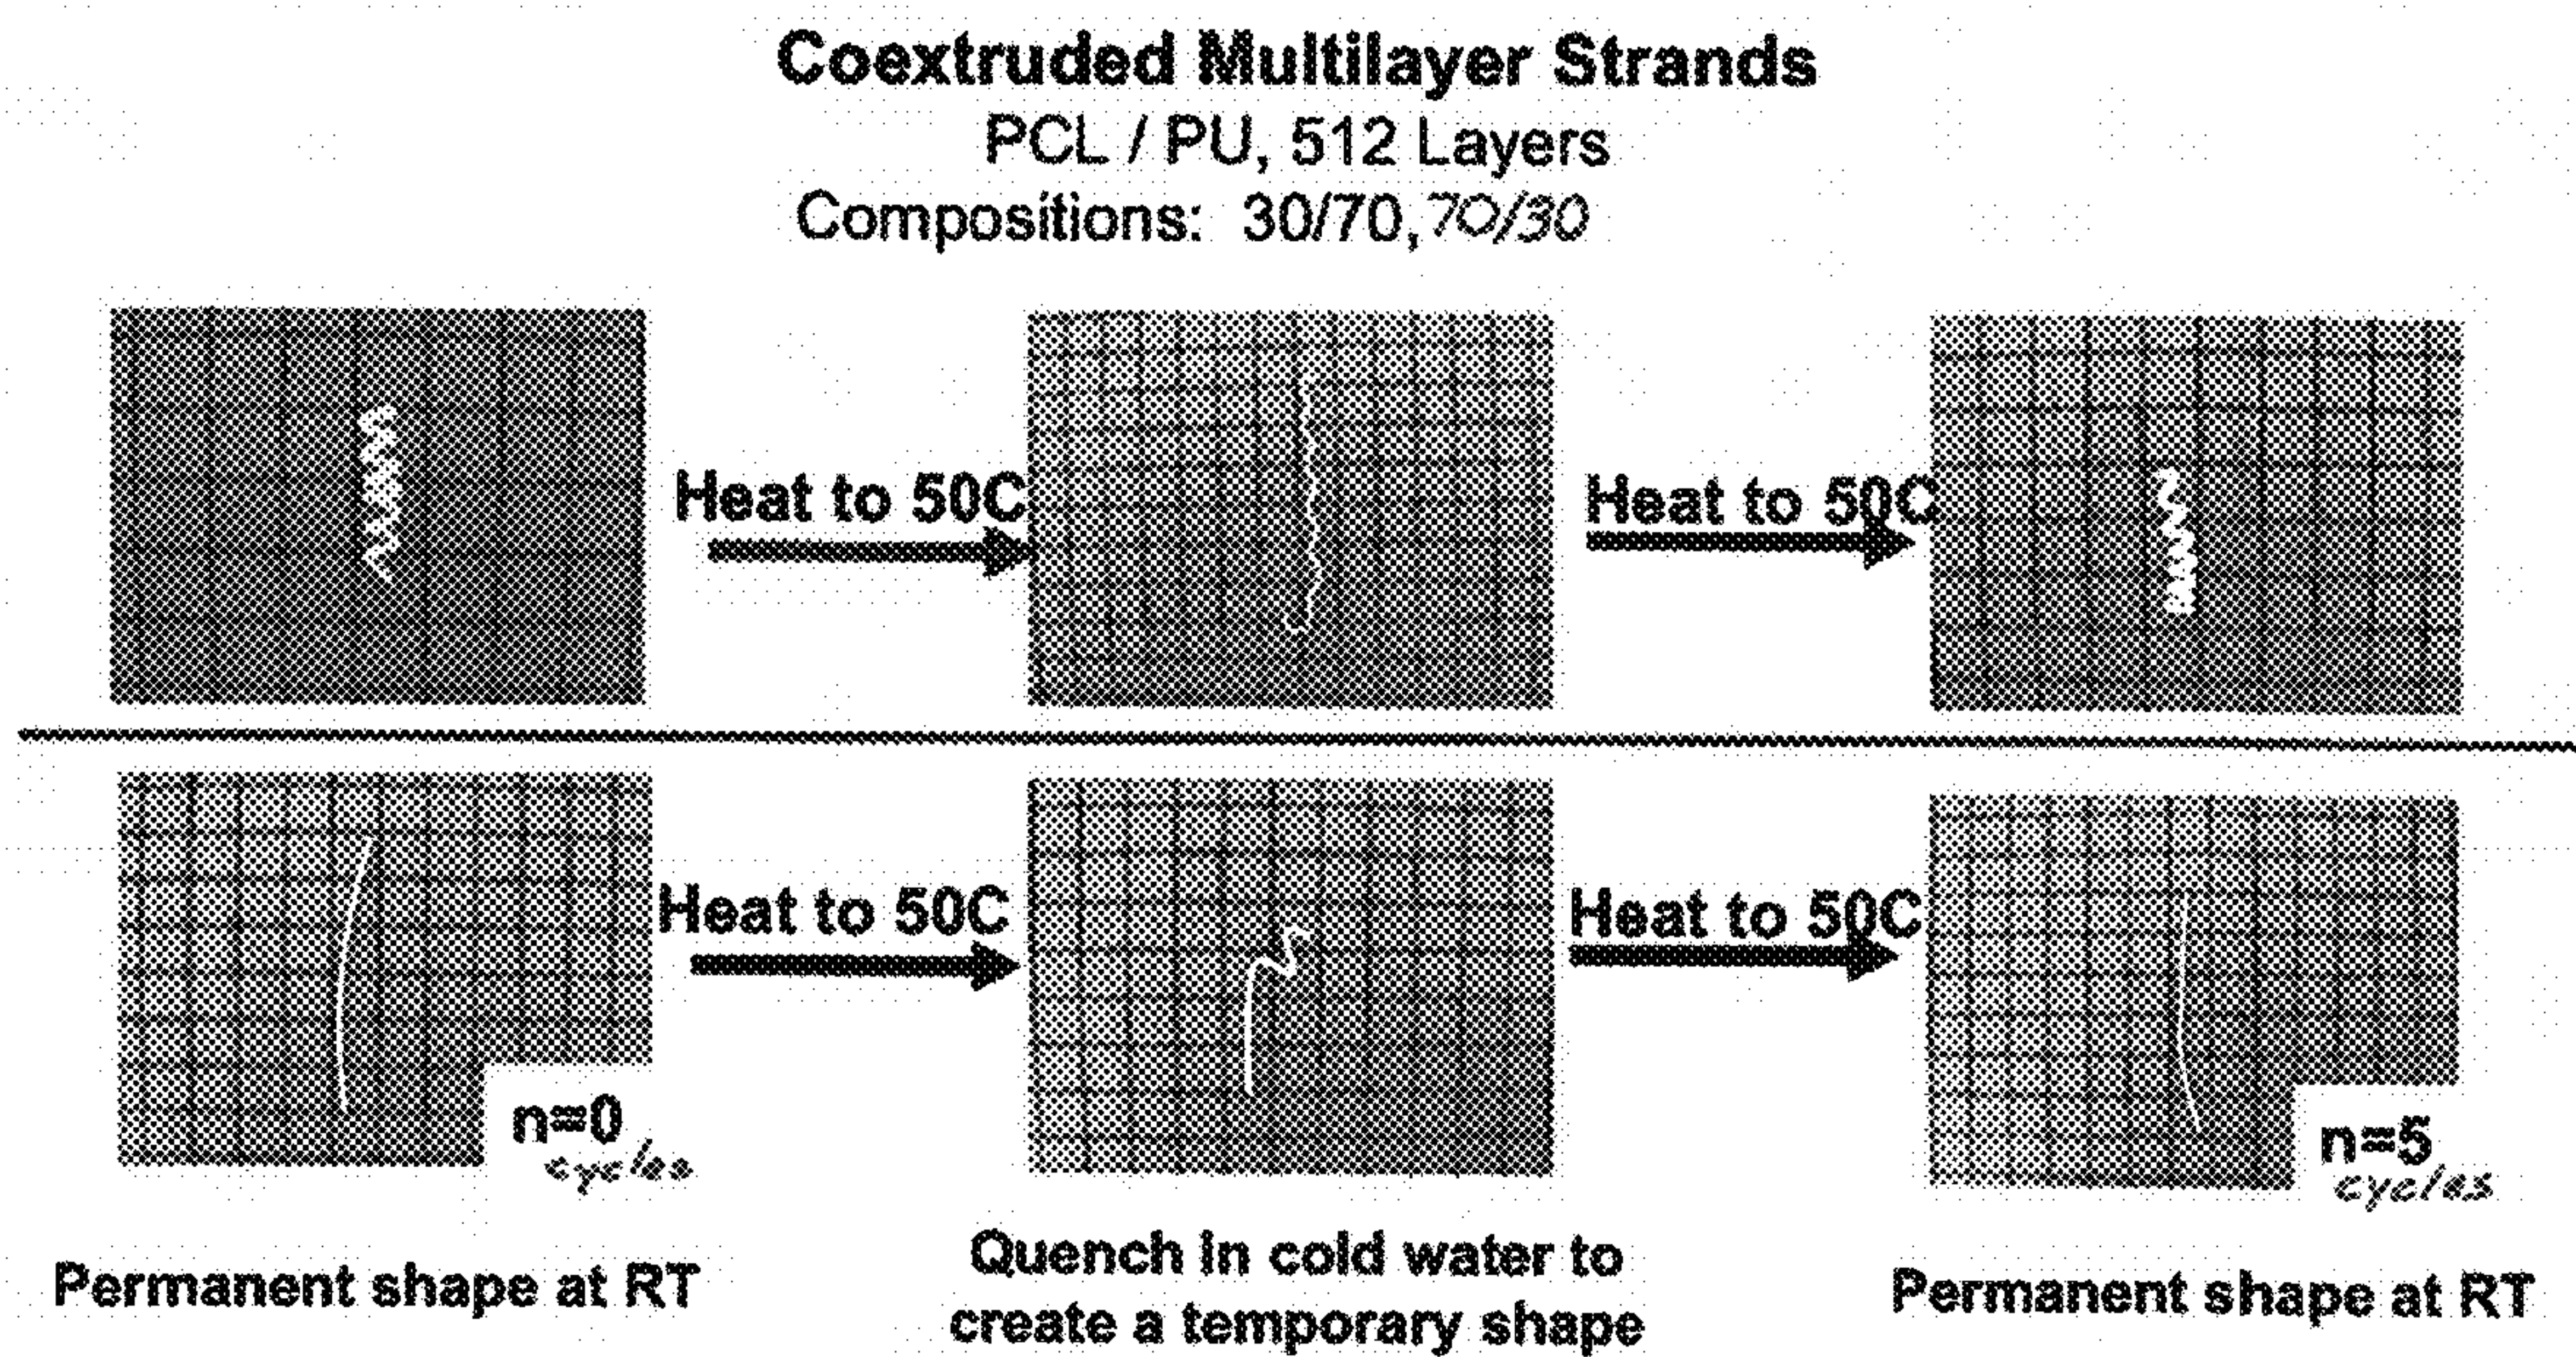 Coextruded Multilayer Strands
PCL / PU, 512 Layers
Compositions: 30/70, 70/30
Heat to 50C
Heat to 50C
Heat to 50C
Heat to 50C
n=0
cycles
n=5
cycles
Permanent shape at RT
Quench in cold water to
create a temporary shape
Permanent shape at RT